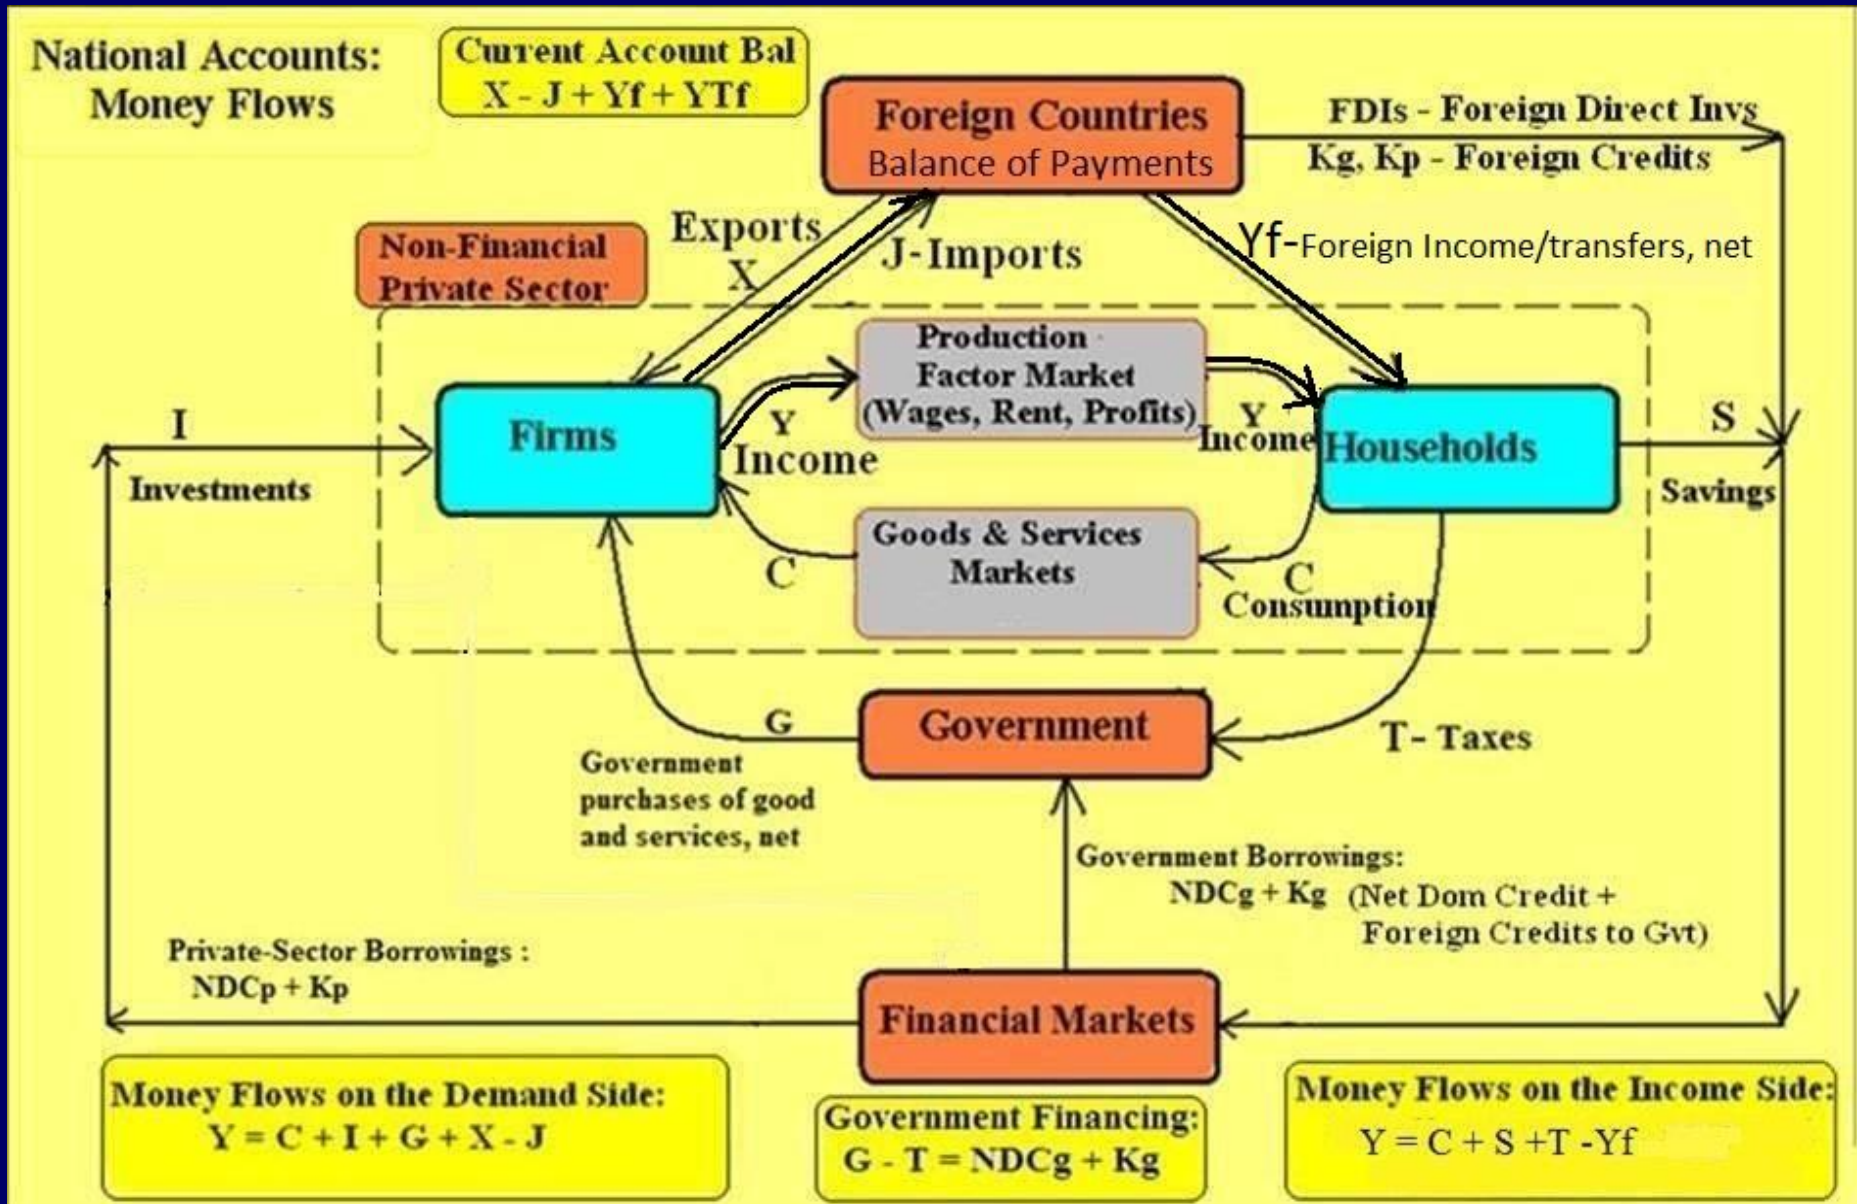 National Accounts:
Money Flows
Current Account Bal
X - J + Yf + YTf
Foreign Countries
Balance of Payments
FDIs - Foreign Direct Invs
Kg, Kp - Foreign Credits
Non-Financial
Private Sector
Exports
X
J-Imports
Yf-Foreign Income/transfers, net
Production
Factor Market
(Wages, Rent, Profits)
I
Investments
Firms
Y
Income
Y
Income
Households
S
Savings
Goods & Services
Markets
C
C
Consumption
G
Government
T- Taxes
Government
purchases of good
and services, net
Government Borrowings:
NDCg + Kg (Net Dom Credit +
Foreign Credits to Gvt)
Private-Sector Borrowings :
NDCp + Kp
Financial Markets
Money Flows on the Demand Side:
Y = C + I + G + X - J
Government Financing:
G - T = NDCg + Kg
Money Flows on the Income Side:
Y = C + S +T -Yf